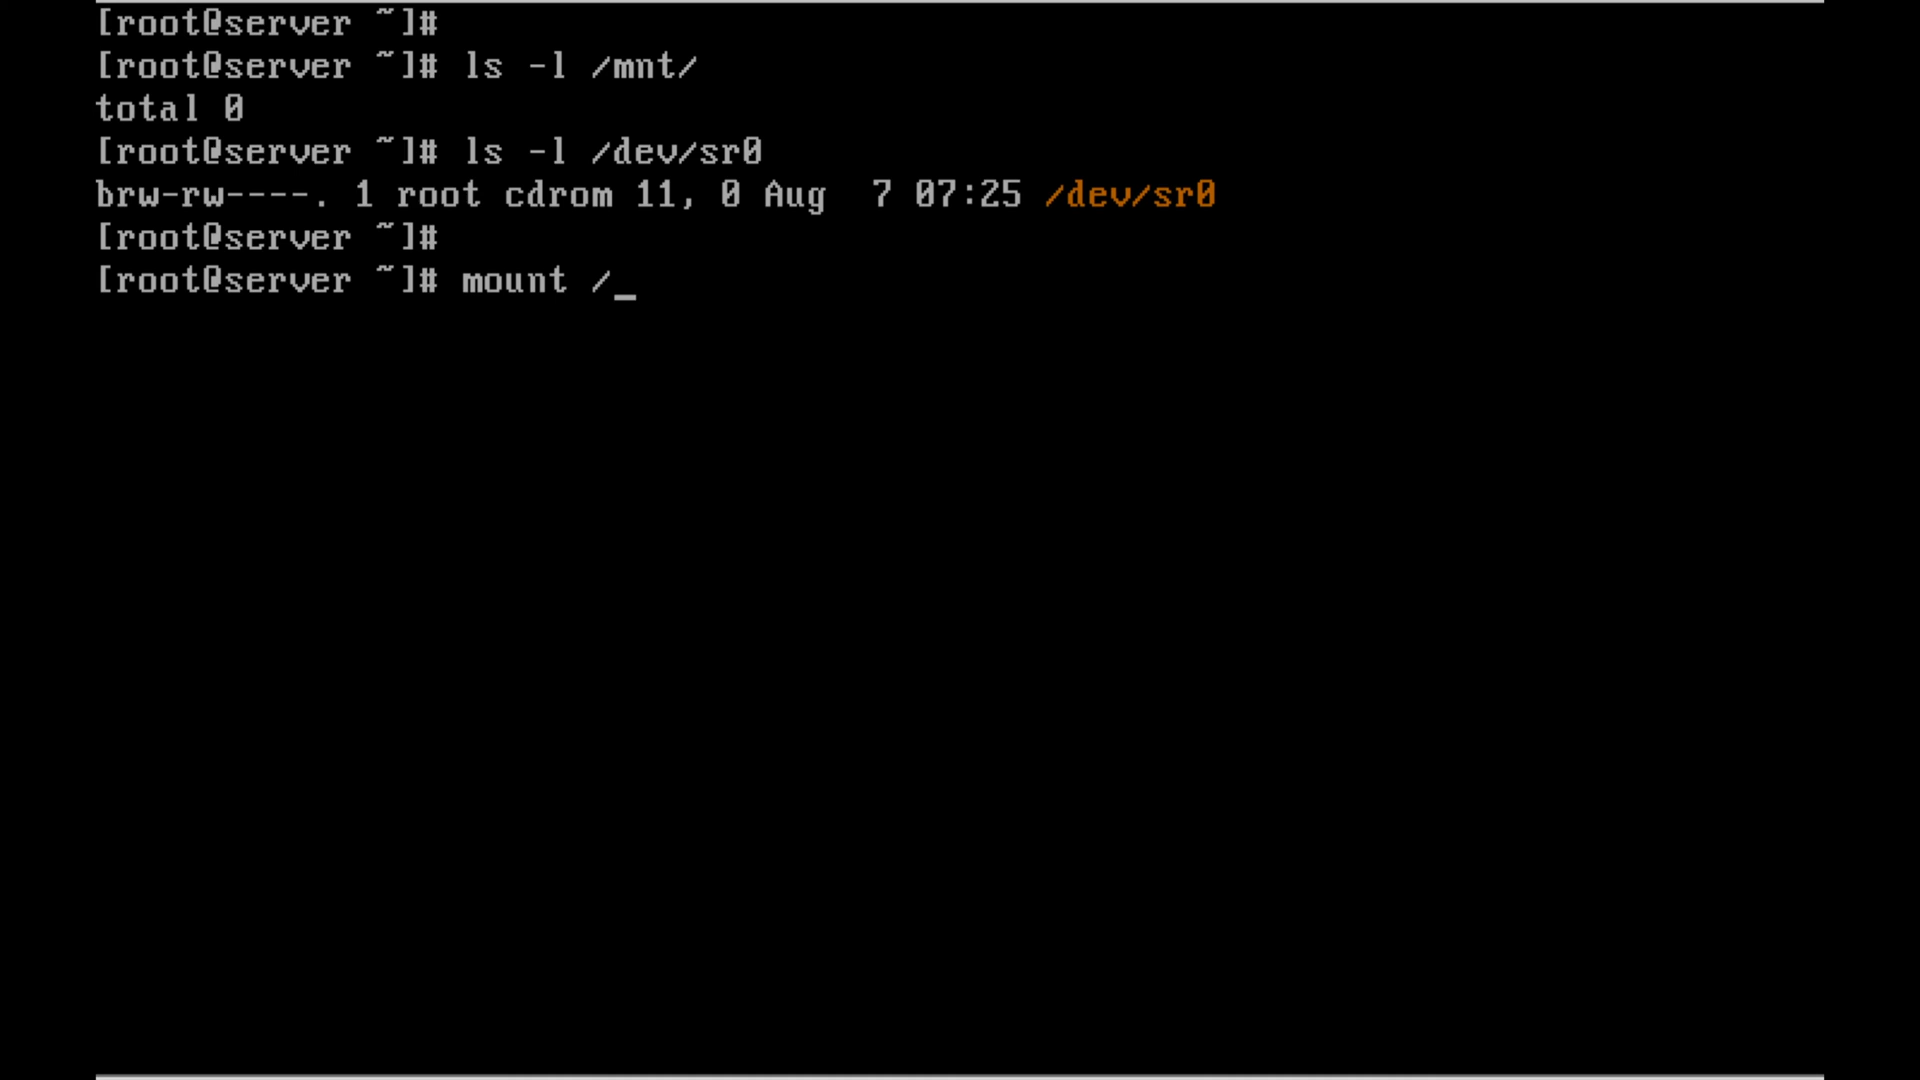 [root@server ~]#
[root@server ~]# ls -l /mnt/
total 0
[root@server ~]# ls -l /dev/sr0
brw-rw----. 1 root cdrom 11, 0 Aug  7 07:25 /dev/sr0
[root@server ~]#
[root@server ~]# mount /_